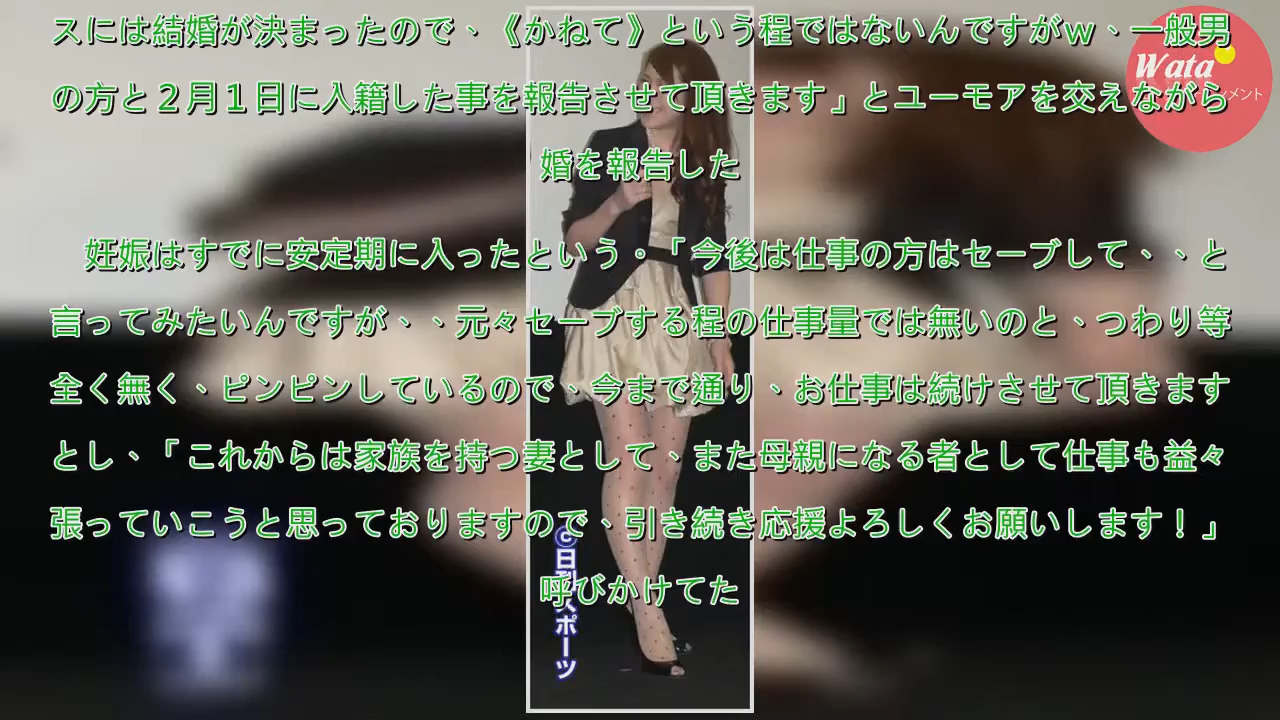 スには結婚が決まったので、《かねて》という程ではないんですがｗ、一般男
の方と２月１日に入籍した事を報告させて頂きます」とユーモアを交えながら
婚を報告した
妊娠はすでに安定期に入ったという・「今後は仕事の方はセーブして、、と
言ってみたいんですが、、元々セーブする程の仕事量では無いのと、つわり等
全く無く、ピンピンしているので、今まで通り、お仕事は続けさせて頂きます
とし、「これからは家族を持つ妻として、また母親になる者として仕事も益々
張っていこうと思っておりますので、引き続き応援よろしくお願いします！」
呼びかけてた
Wata
メント
©日刊スポーツ